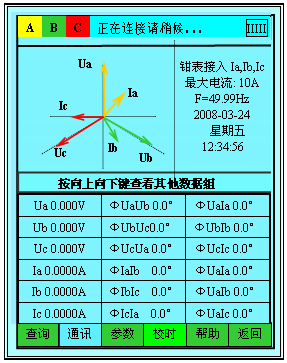 A B C 正在连接请稍候…
Ua
Ia
Ic
Uc
Ib
Ub
钳表接入 Ia,Ib,Ic
最大电流: 10A
F=49.99Hz
2008-03-24
星期五
12:34:56
按向上向下键查看其他数据组
Ua 0.000V ΦUaUb 0.0° ΦUaIa 0.0°
Ub 0.000V ΦUbUc0.0° ΦUbIb 0.0°
Uc 0.000V ΦUcUa 0.0° ΦUcIc 0.0°
Ia 0.0000A ΦIaIb 0.0° ΦUaIa 0.0°
Ib 0.0000A ΦIbIc 0.0° ΦUaIb 0.0°
Ic 0.0000A ΦIcIa 0.0° ΦUaIc 0.0°
查询 通讯 参数 校时 帮助 返回